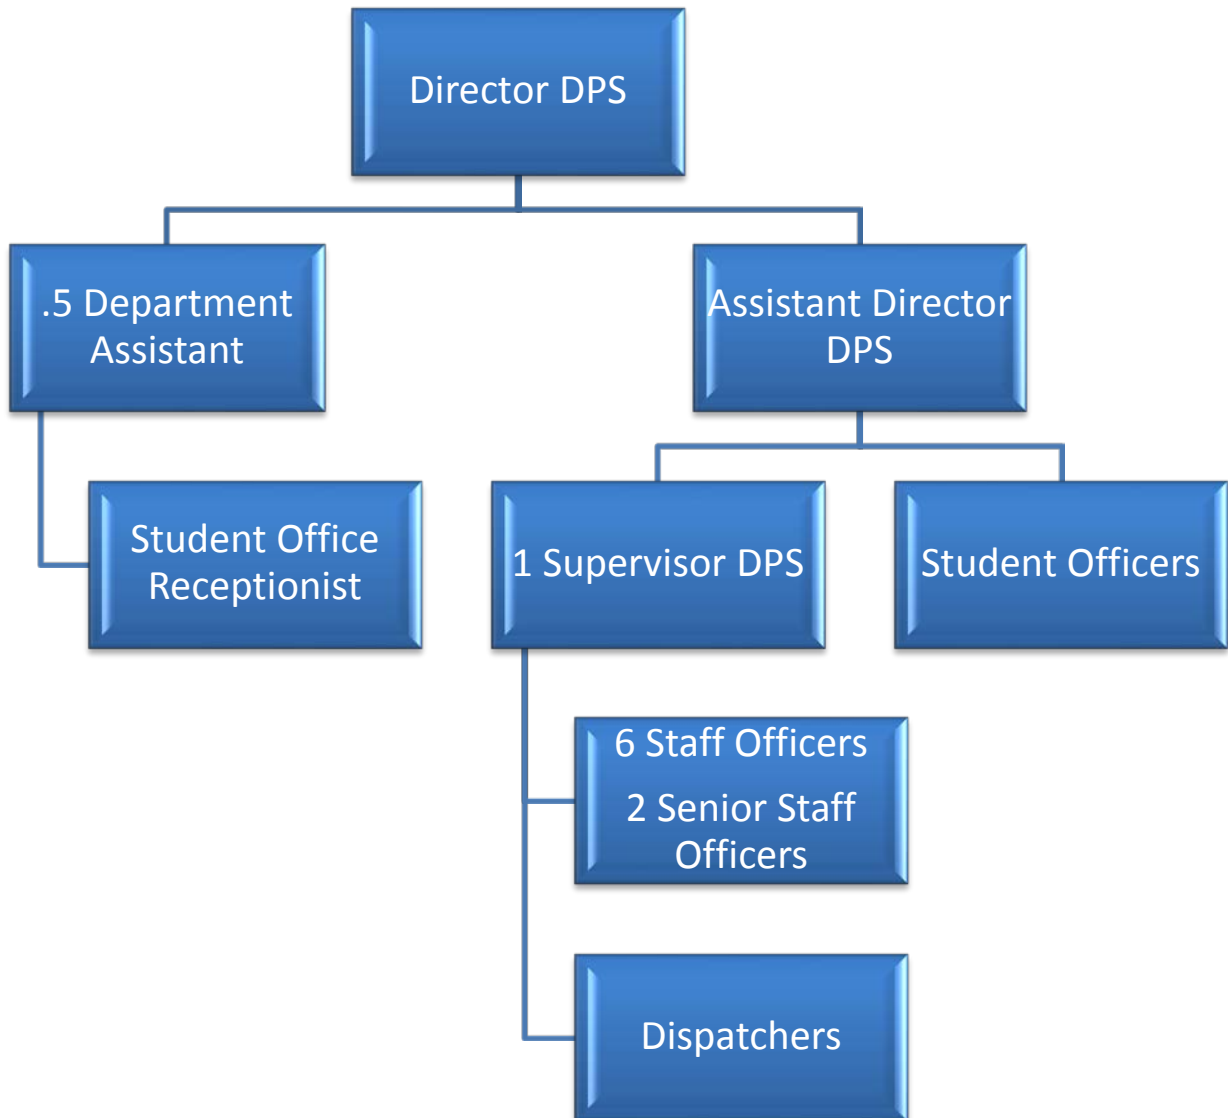 Director DPS
.5 Department
Assistant
Assistant Director
DPS
Student Office
Receptionist
1 Supervisor DPS
Student Officers
6 Staff Officers
2 Senior Staff
Officers
Dispatchers